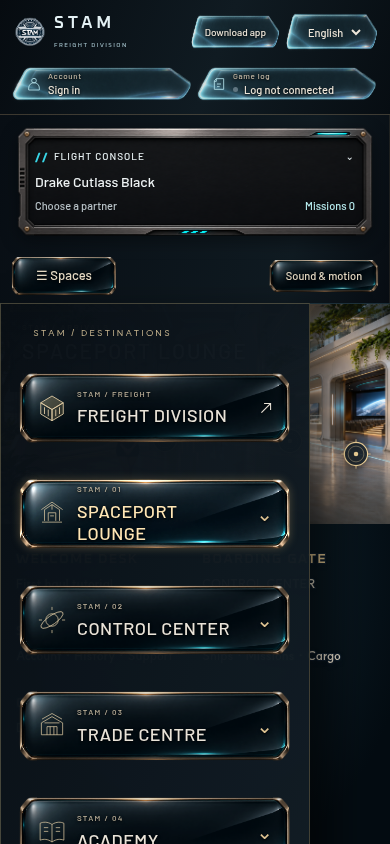 STAM
FREIGHT DIVISION
Download app
English
Account
Sign in
Game log
Log not connected
// FLIGHT CONSOLE
Drake Cutlass Black
Choose a partner
Missions 0
☰ Spaces
Sound & motion
STAM / DESTINATIONS
SPACEPORT LOUNGE
STAM / FREIGHT
FREIGHT DIVISION
STAM / 01
SPACEPORT
LOUNGE
STAM / 02
CONTROL CENTER
Cargo
STAM / 03
TRADE CENTRE
STAM / 04
ACADEMY